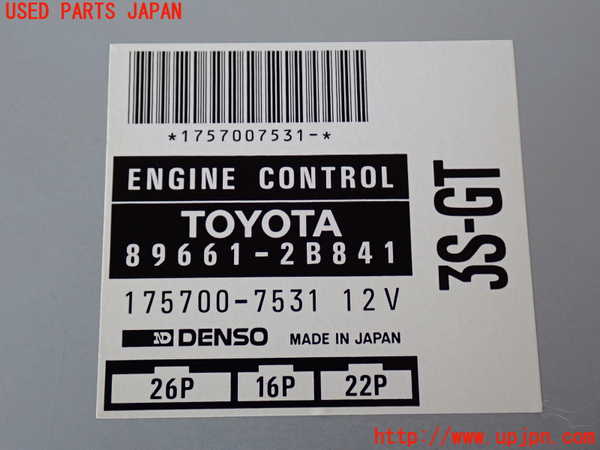 USED PARTS JAPAN
*1757007531-*
ENGINE CONTROL
TOYOTA
89661-2B841
175700-7531 12V
ND DENSO MADE IN JAPAN
26P 16P 22P
3S-GT
http://www.upjpn.com/